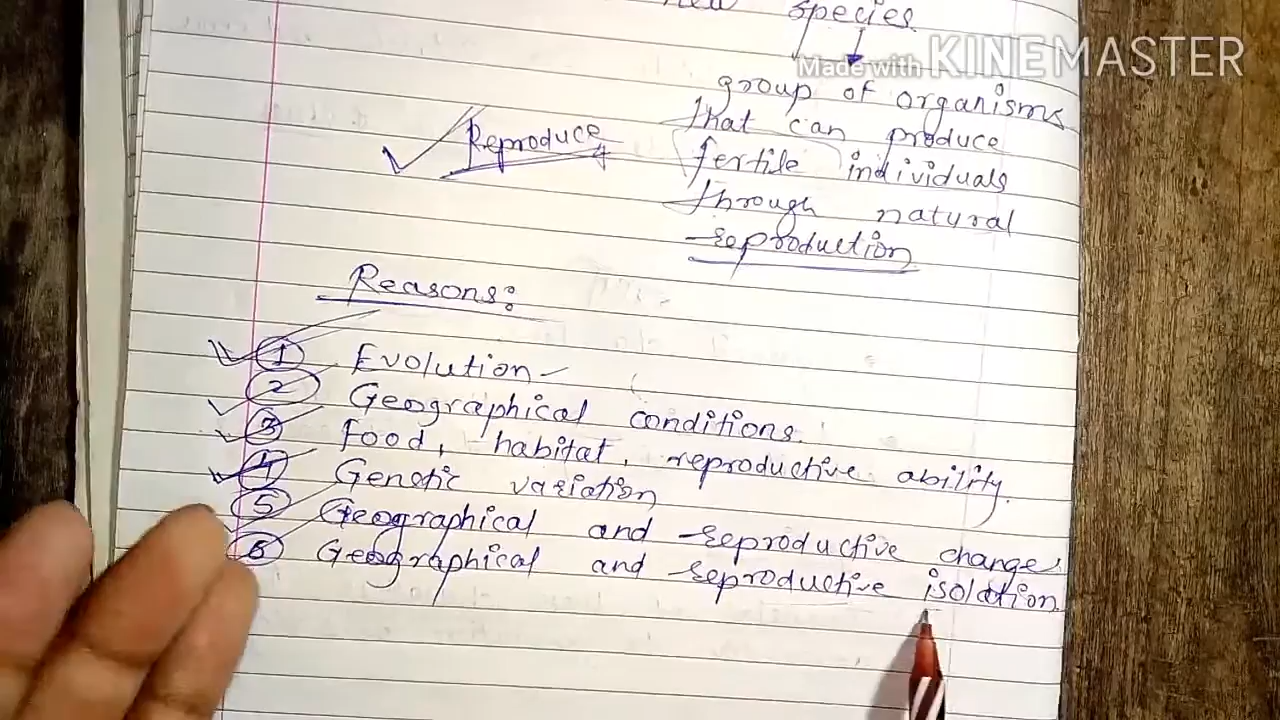 new species
Made with KINEMASTER
group of organisms
that can produce
Reproduce
fertile individuals
through natural
reproduction
Reasons:
1 Evolution -
2 Geographical conditions.
3 Food, habitat, reproductive ability.
4 Genetic variation
5 Geographical and reproductive change.
6 Geographical and reproductive isolation